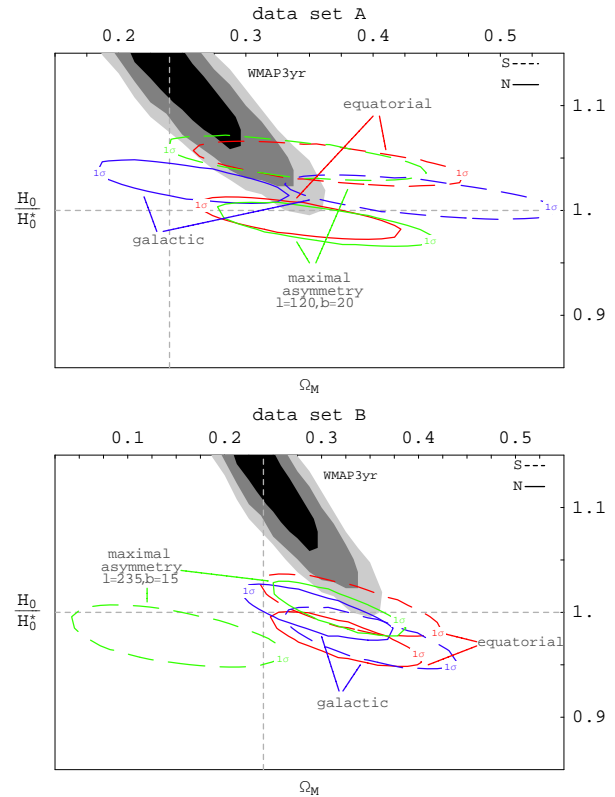 data set A
0.2 0.3 0.4 0.5
WMAP3yr
S
N
equatorial
1.1
1σ
1σ
1σ
1σ
1σ
1σ
H0
H0*
1.
galactic
maximal
asymmetry
l=120,b=20
0.9
ΩM
data set B
0.1 0.2 0.3 0.4 0.5
WMAP3yr
S
N
1.1
maximal
asymmetry
l=235,b=15
H0
H0*
1.
1σ
1σ
1σ
1σ
1σ
1σ
equatorial
galactic
0.9
ΩM